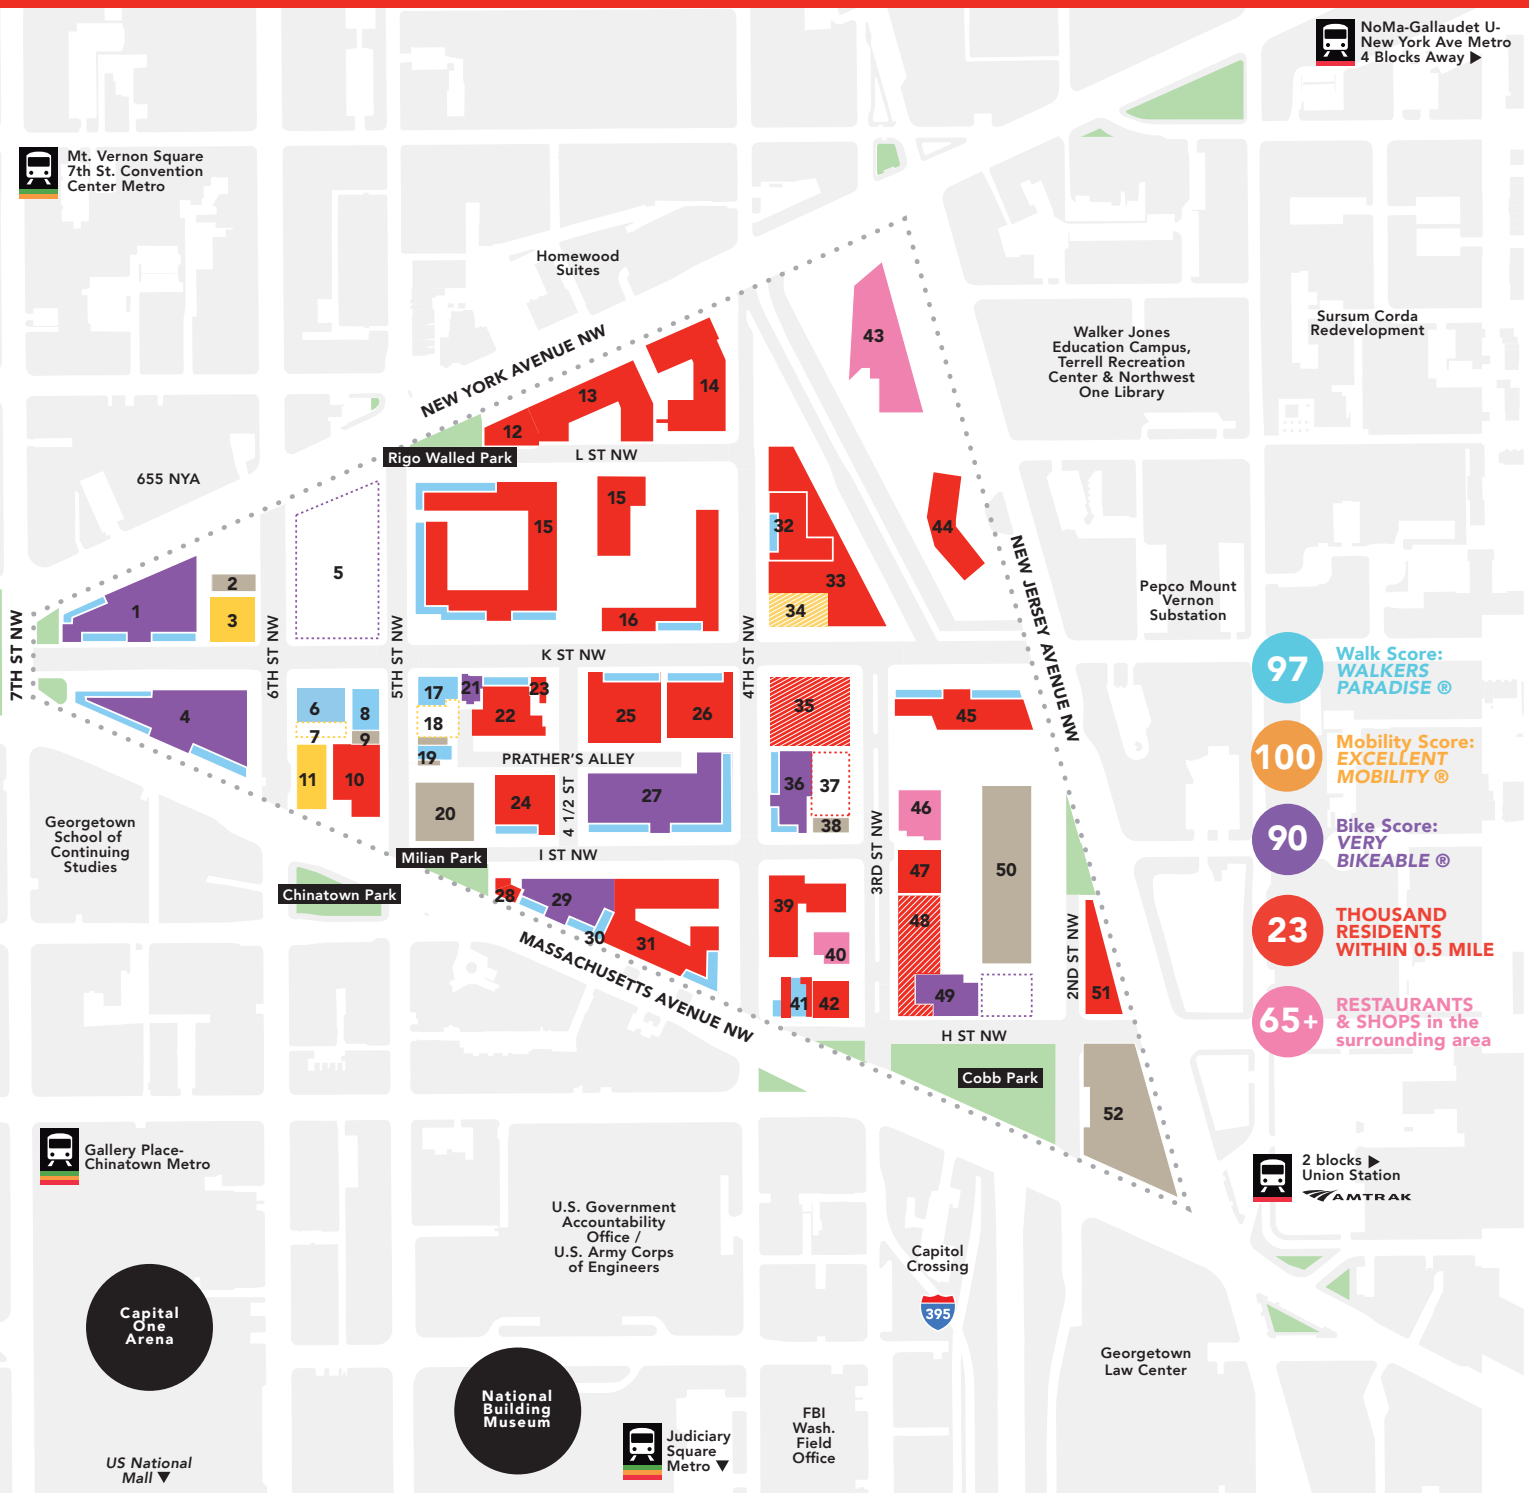 NoMa-Gallaudet U-
New York Ave Metro
4 Blocks Away ▶
Mt. Vernon Square
7th St. Convention
Center Metro
Homewood
Suites
Sursum Corda
Redevelopment
Walker Jones
Education Campus,
Terrell Recreation
Center & Northwest
One Library
NEW YORK AVENUE NW
43
14
13
12
Rigo Walled Park
L ST NW
655 NYA
15
15
32
44
33
34
5
2
3
1
16
NEW JERSEY AVENUE NW
Pepco Mount
Vernon
Substation
7TH ST NW
6TH ST NW
5TH ST NW
4TH ST NW
K ST NW
97
Walk Score:
WALKERS
PARADISE ®
4
6
7
8
9
10
11
17
18
19
20
21
22
23
25
26
35
45
PRATHER'S ALLEY
24
4 1/2 ST
27
36
37
38
3RD ST NW
46
47
48
49
50
100
Mobility Score:
EXCELLENT
MOBILITY ®
90
Bike Score:
VERY
BIKEABLE ®
Georgetown
School of
Continuing
Studies
Milian Park
I ST NW
Chinatown Park
28
29
30
31
39
40
41
42
2ND ST NW
51
MASSACHUSETTS AVENUE NW
H ST NW
23
THOUSAND
RESIDENTS
WITHIN 0.5 MILE
65+
RESTAURANTS
& SHOPS in the
surrounding area
Cobb Park
52
Gallery Place-
Chinatown Metro
2 blocks ▶
Union Station
AMTRAK
U.S. Government
Accountability
Office /
U.S. Army Corps
of Engineers
Capitol
Crossing
395
Capital
One
Arena
Georgetown
Law Center
National
Building
Museum
FBI
Wash.
Field
Office
Judiciary
Square
Metro ▼
US National
Mall ▼